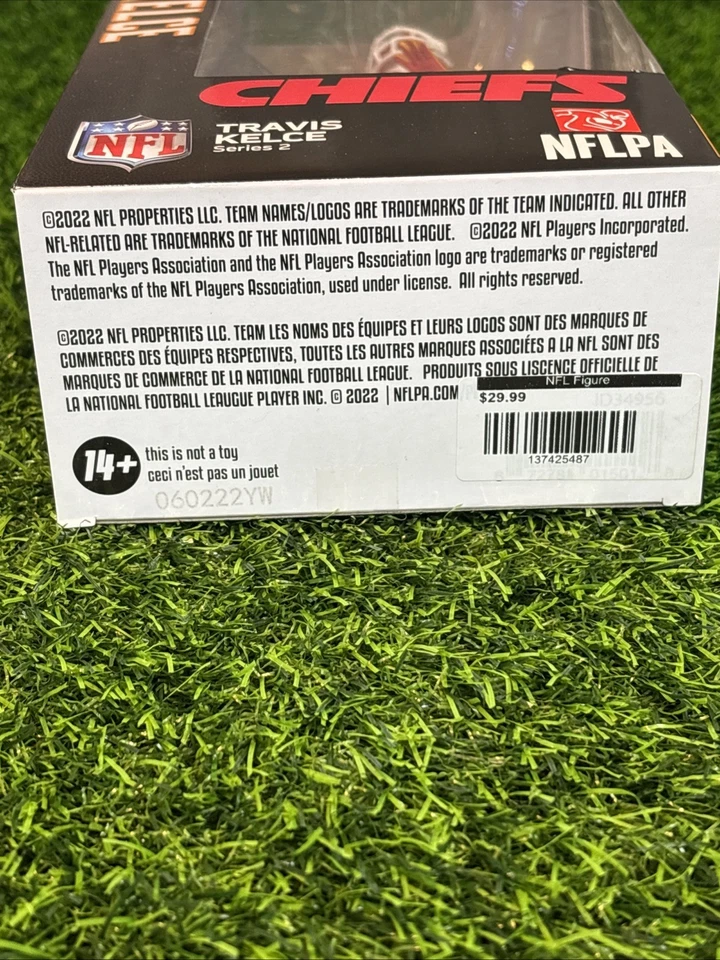 KELCE
CHIEFS
NFL
TRAVIS
KELCE
Series 2
NFLPA
©2022 NFL PROPERTIES LLC. TEAM NAMES/LOGOS ARE TRADEMARKS OF THE TEAM INDICATED. ALL OTHER
NFL-RELATED ARE TRADEMARKS OF THE NATIONAL FOOTBALL LEAGUE. ©2022 NFL Players Incorporated.
The NFL Players Association and the NFL Players Association logo are trademarks or registered
trademarks of the NFL Players Association, used under license. All rights reserved.
©2022 NFL PROPERTIES LLC. TEAM LES NOMS DES ÉQUIPES ET LEURS LOGOS SONT DES MARQUES DE
COMMERCES DES ÉQUIPES RESPECTIVES, TOUTES LES AUTRES MARQUES ASSOCIÉES A LA NFL SONT DES
MARQUES DE COMMERCE DE LA NATIONAL FOOTBALL LEAGUE. PRODUITS SOUS LISCENCE OFFICIELLE DE
LA NATIONAL FOOTBALL LEAUGUE PLAYER INC. © 2022 | NFLPA.COM
NFL Figure
$29.99
ID34956
137425487
14+
this is not a toy
ceci n'est pas un jouet
060222YW